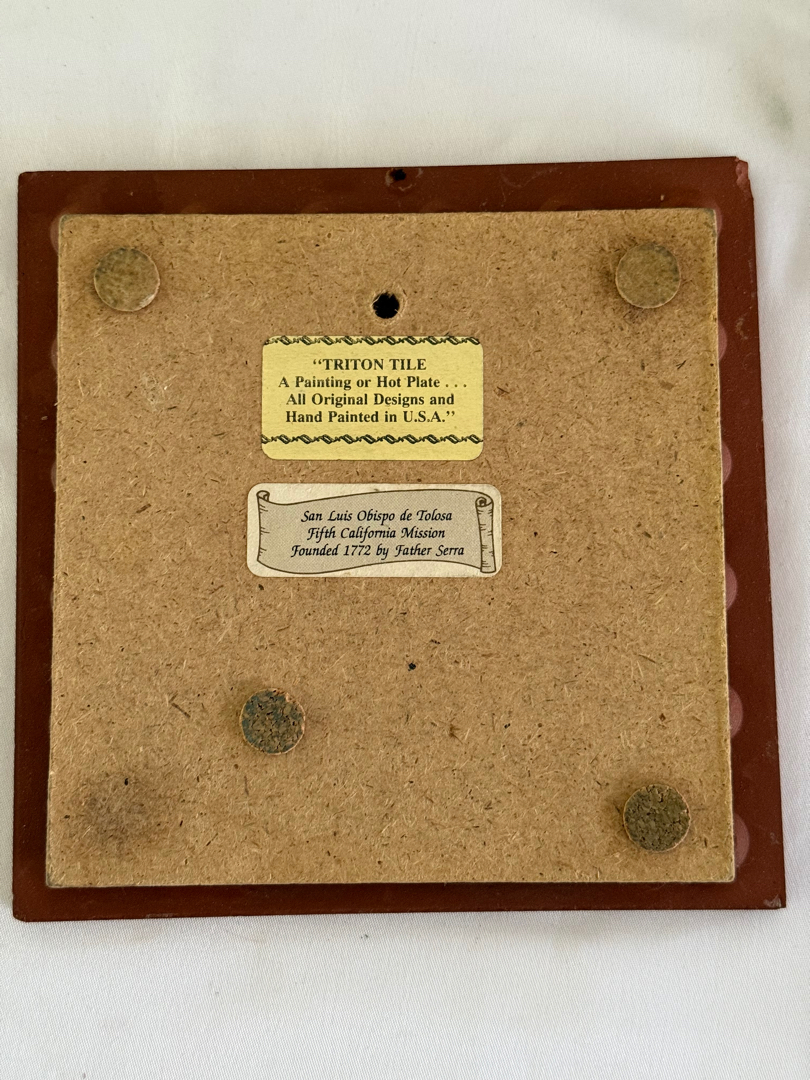 “TRITON TILE
A Painting or Hot Plate . . .
All Original Designs and
Hand Painted in U.S.A.”
San Luis Obispo de Tolosa
Fifth California Mission
Founded 1772 by Father Serra